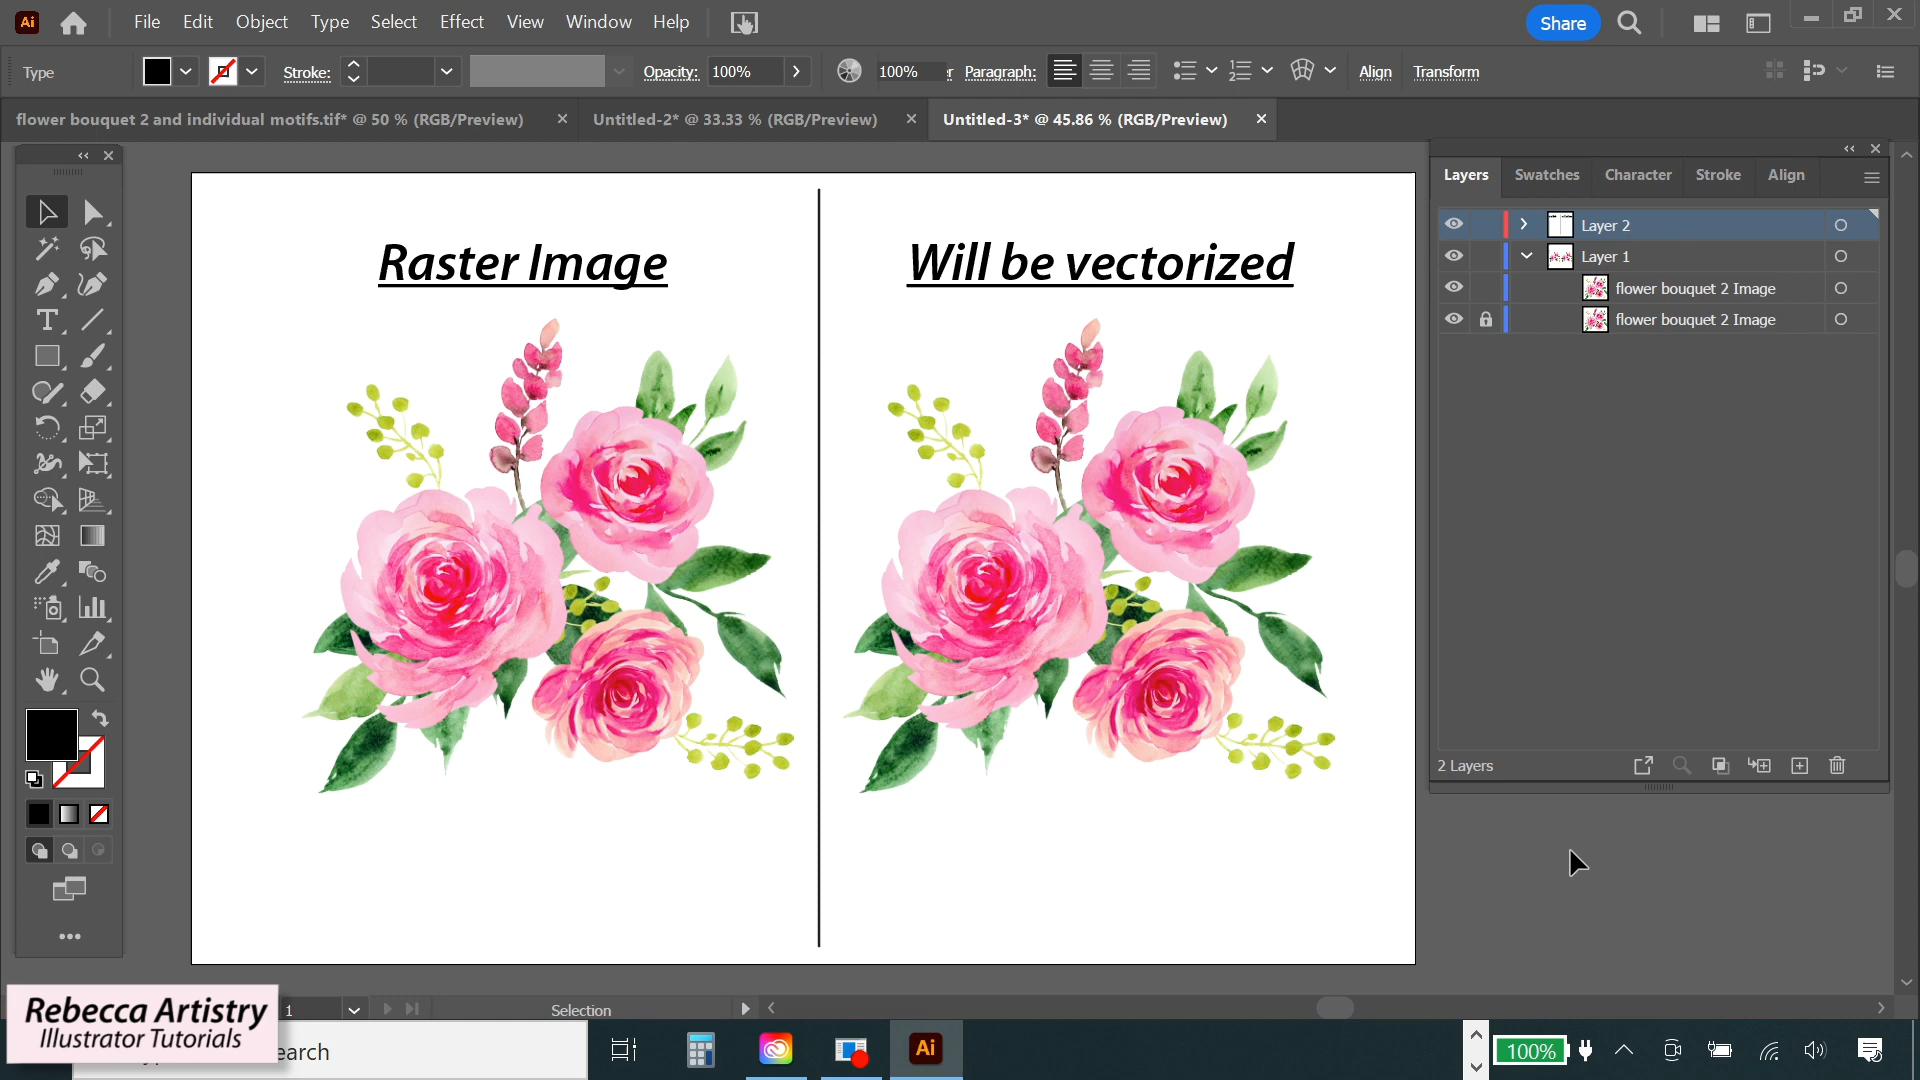 Ai File Edit Object Type Select Effect View Window Help Share
Type Stroke: Opacity: 100% 100% Paragraph: Align Transform
flower bouquet 2 and individual motifs.tif* @ 50 % (RGB/Preview) Untitled-2* @ 33.33 % (RGB/Preview) Untitled-3* @ 45.86 % (RGB/Preview)
Layers Swatches Character Stroke Align
Layer 2
Layer 1
flower bouquet 2 Image
flower bouquet 2 Image
2 Layers
Raster Image
Will be vectorized
1 Selection
Rebecca Artistry
Illustrator Tutorials
earch
Ai
100%